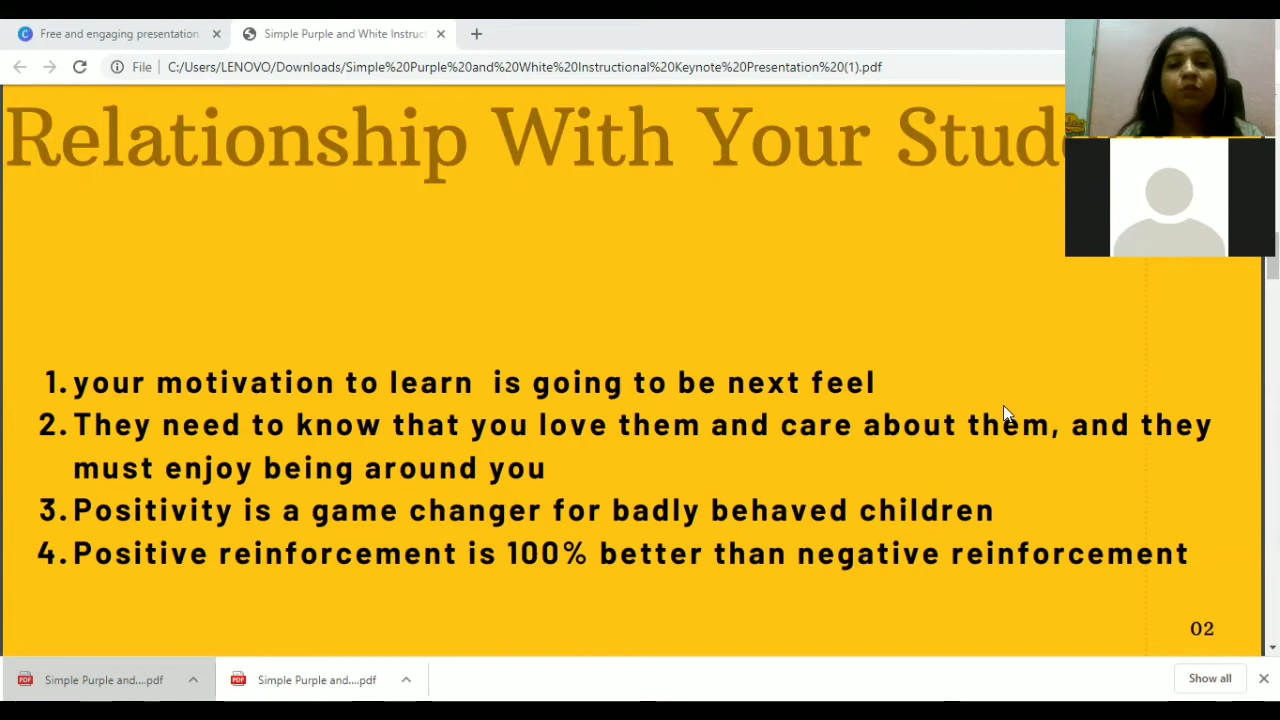 Free and engaging presentation
Simple Purple and White Instruc
File
C:/Users/LENOVO/Downloads/Simple%20Purple%20and%20White%20Instructional%20Keynote%20Presentation%20(1).pdf
Relationship With Your Stud
1. your motivation to learn is going to be next feel
2. They need to know that you love them and care about them, and they
must enjoy being around you
3. Positivity is a game changer for badly behaved children
4. Positive reinforcement is 100% better than negative reinforcement
02
Simple Purple and....pdf
Simple Purple and....pdf
Show all